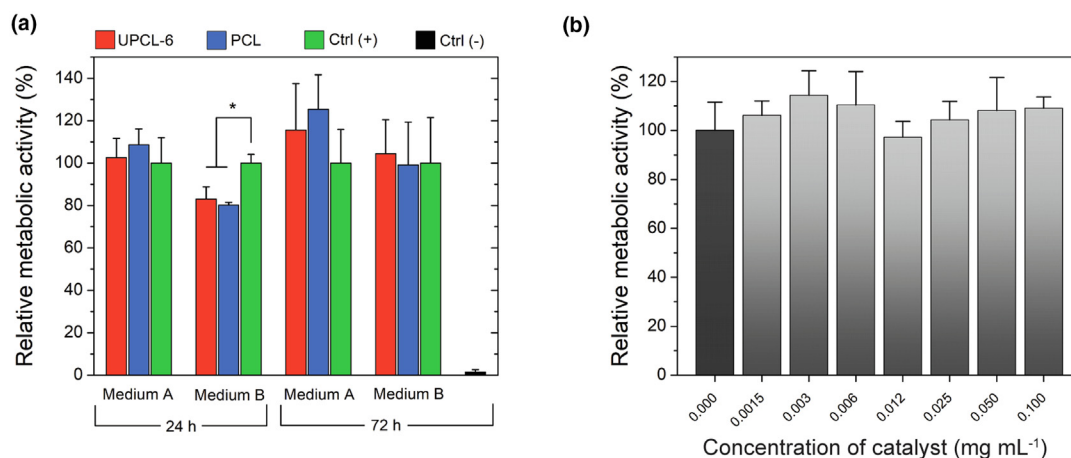 (a)
UPCL-6 PCL Ctrl (+) Ctrl (-)
Relative metabolic activity (%)
140
120
100
80
60
40
20
0
*
Medium A Medium B Medium A Medium B
24 h 72 h
(b)
Relative metabolic activity (%)
120
100
80
60
40
20
0
0.000 0.0015 0.003 0.006 0.012 0.025 0.050 0.100
Concentration of catalyst (mg mL⁻¹)